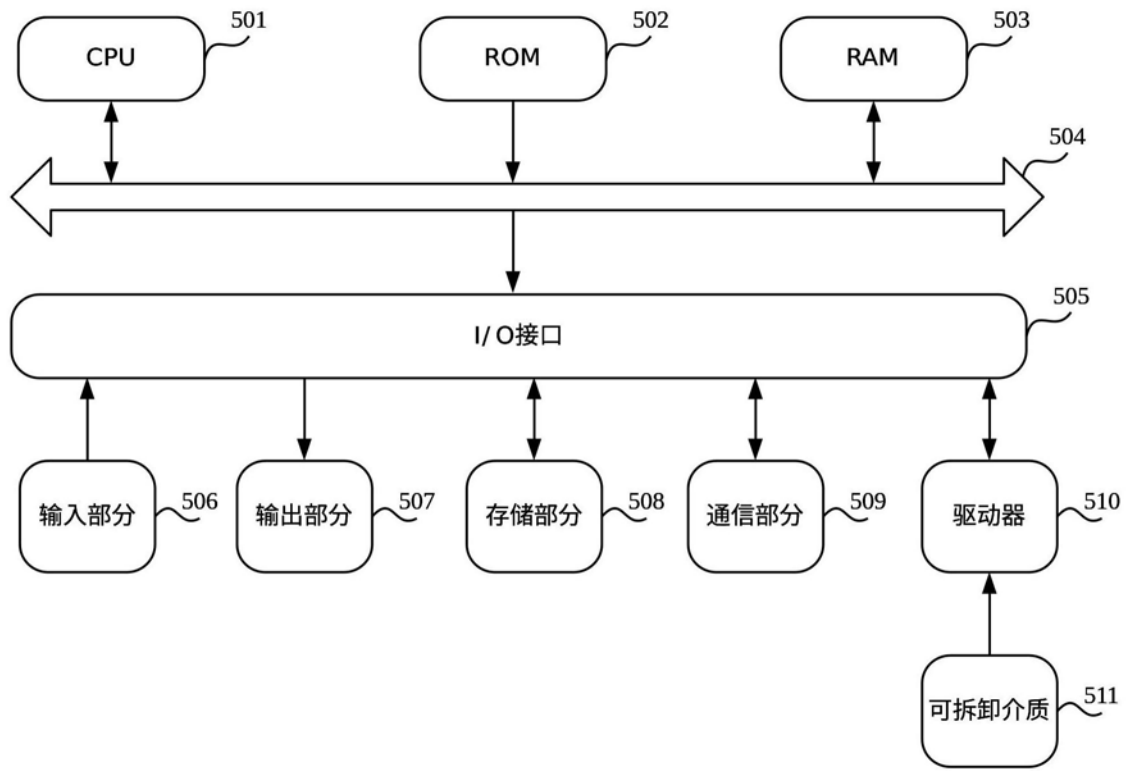 501
502
503
CPU
ROM
RAM
504
505
I/O接口
506
507
508
509
510
输入部分
输出部分
存储部分
通信部分
驱动器
511
可拆卸介质